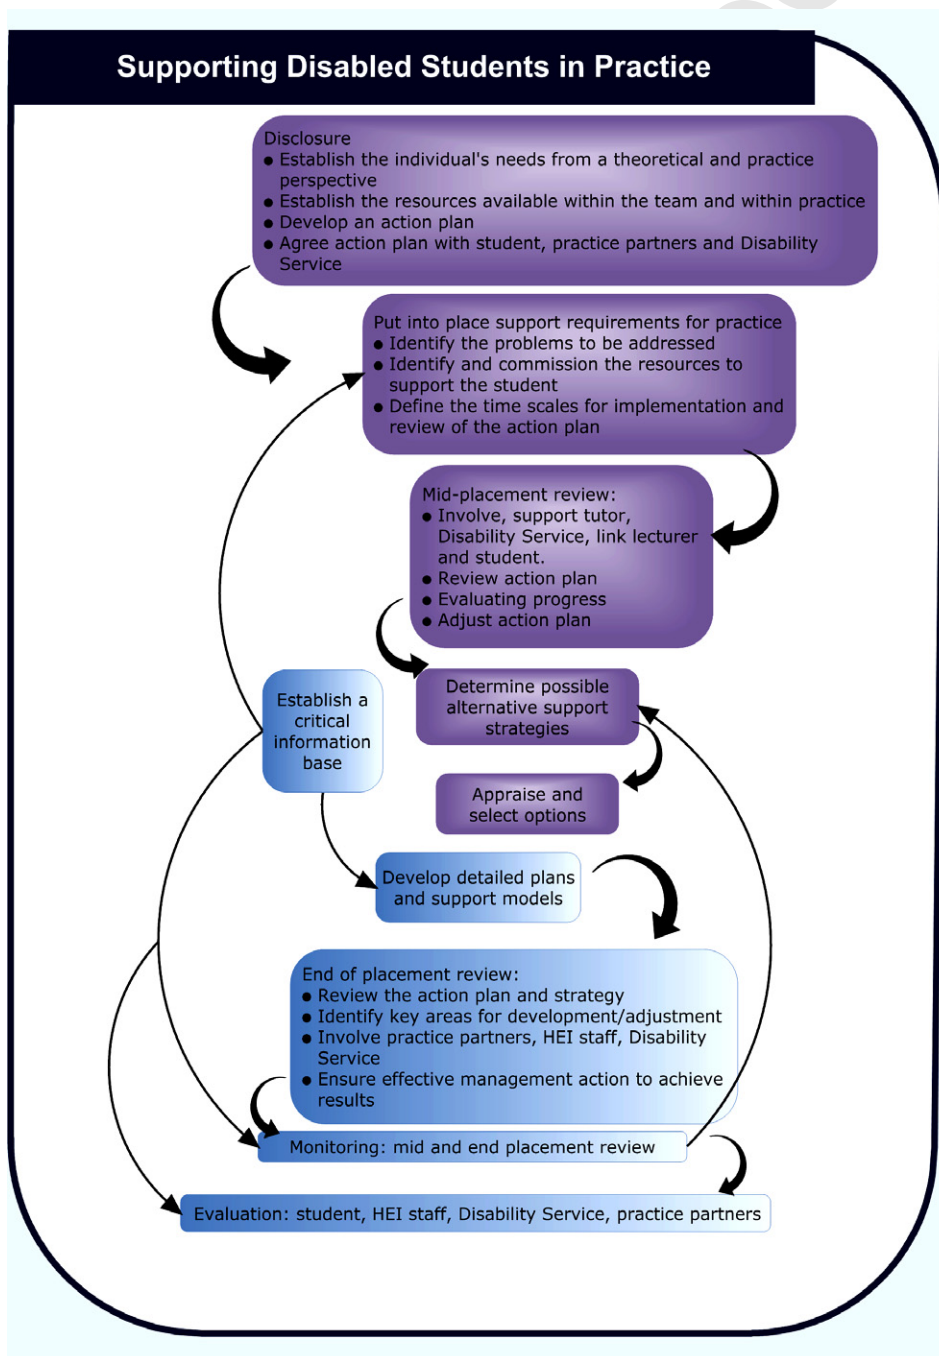 Supporting Disabled Students in Practice
Disclosure
● Establish the individual's needs from a theoretical and practice
perspective
● Establish the resources available within the team and within practice
● Develop an action plan
● Agree action plan with student, practice partners and Disability
Service
Put into place support requirements for practice
● Identify the problems to be addressed
● Identify and commission the resources to
support the student
● Define the time scales for implementation and
review of the action plan
Mid-placement review:
● Involve, support tutor,
Disability Service, link lecturer
and student.
● Review action plan
● Evaluating progress
● Adjust action plan
Determine possible
alternative support
strategies
Establish a
critical
information
base
Appraise and
select options
Develop detailed plans
and support models
End of placement review:
● Review the action plan and strategy
● Identify key areas for development/adjustment
● Involve practice partners, HEI staff, Disability
Service
● Ensure effective management action to achieve
results
Monitoring: mid and end placement review
Evaluation: student, HEI staff, Disability Service, practice partners